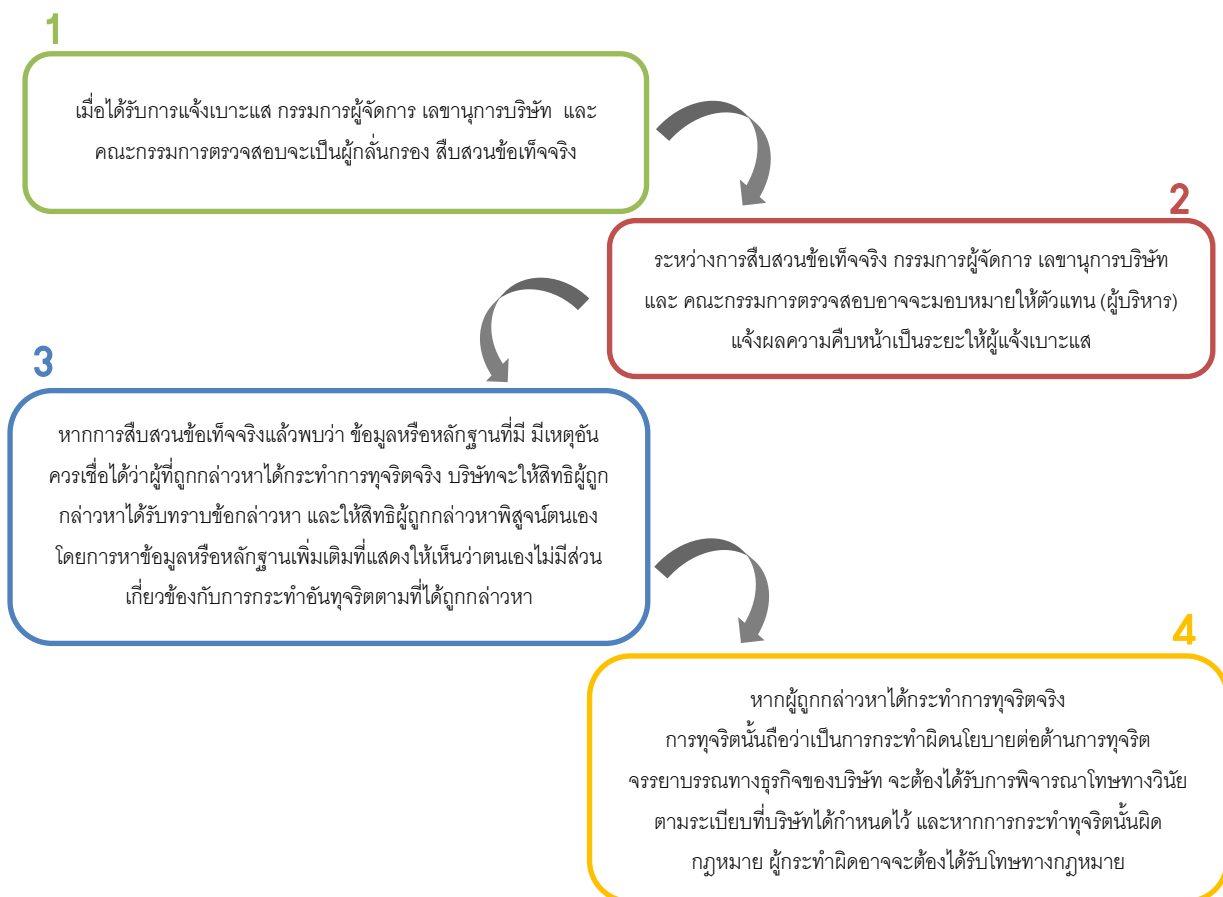 1
เมื่อได้รับการแจ้งเบาะแส กรรมการผู้จัดการ เลขานุการบริษัท และ
คณะกรรมการตรวจสอบจะเป็นผู้กลั่นกรอง สืบสวนข้อเท็จจริง
2
ระหว่างการสืบสวนข้อเท็จจริง กรรมการผู้จัดการ เลขานุการบริษัท
และ คณะกรรมการตรวจสอบอาจจะมอบหมายให้ตัวแทน (ผู้บริหาร)
แจ้งผลความคืบหน้าเป็นระยะให้ผู้แจ้งเบาะแส
3
หากการสืบสวนข้อเท็จจริงแล้วพบว่า ข้อมูลหรือหลักฐานที่มี มีเหตุอัน
ควรเชื่อได้ว่าผู้ที่ถูกกล่าวหาได้กระทำการทุจริตจริง บริษัทจะให้สิทธิผู้ถูก
กล่าวหาได้รับทราบข้อกล่าวหา และให้สิทธิผู้ถูกกล่าวหาพิสูจน์ตนเอง
โดยการหาข้อมูลหรือหลักฐานเพิ่มเติมที่แสดงให้เห็นว่าตนเองไม่มีส่วน
เกี่ยวข้องกับการกระทำอันทุจริตตามที่ได้ถูกกล่าวหา
4
หากผู้ถูกกล่าวหาได้กระทำการทุจริตจริง
การทุจริตนั้นถือว่าเป็นการกระทำผิดนโยบายต่อต้านการทุจริต
จรรยาบรรณทางธุรกิจของบริษัท จะต้องได้รับการพิจารณาโทษทางวินัย
ตามระเบียบที่บริษัทได้กำหนดไว้ และหากการกระทำทุจริตนั้นผิด
กฎหมาย ผู้กระทำผิดอาจจะต้องได้รับโทษทางกฎหมาย